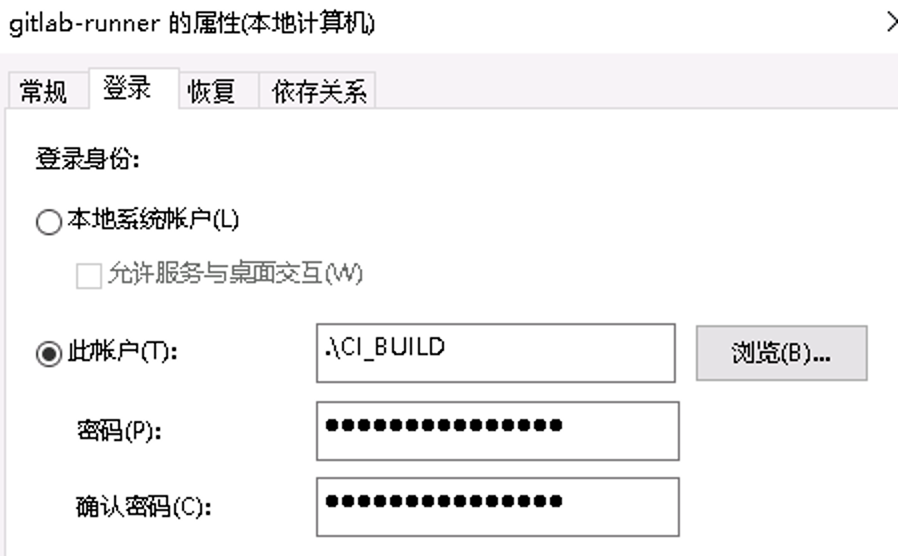 gitlab-runner 的属性(本地计算机)
常规 登录 恢复 依存关系
登录身份:
本地系统帐户(L)
允许服务与桌面交互(W)
此帐户(T): .\CI_BUILD 浏览(B)...
密码(P): ●●●●●●●●●●●●●●●
确认密码(C): ●●●●●●●●●●●●●●●